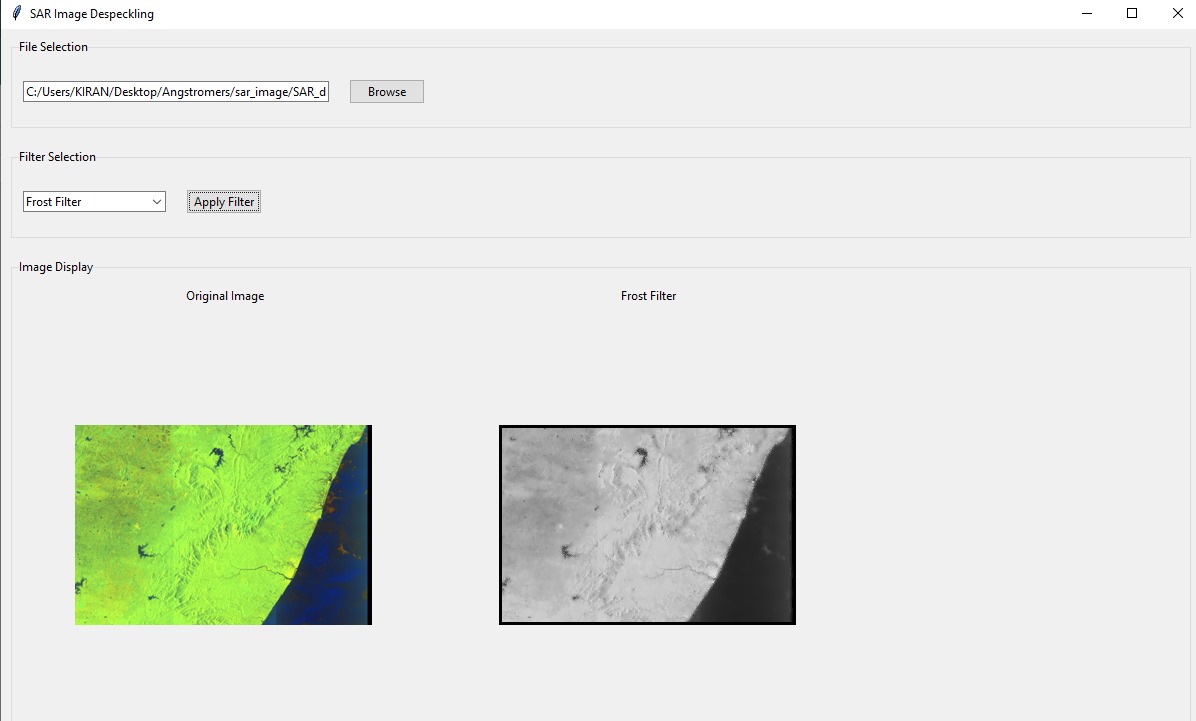 SAR Image Despeckling
File Selection
C:/Users/KIRAN/Desktop/Angstromers/sar_image/SAR_d
Browse
Filter Selection
Frost Filter
Apply Filter
Image Display
Original Image
Frost Filter